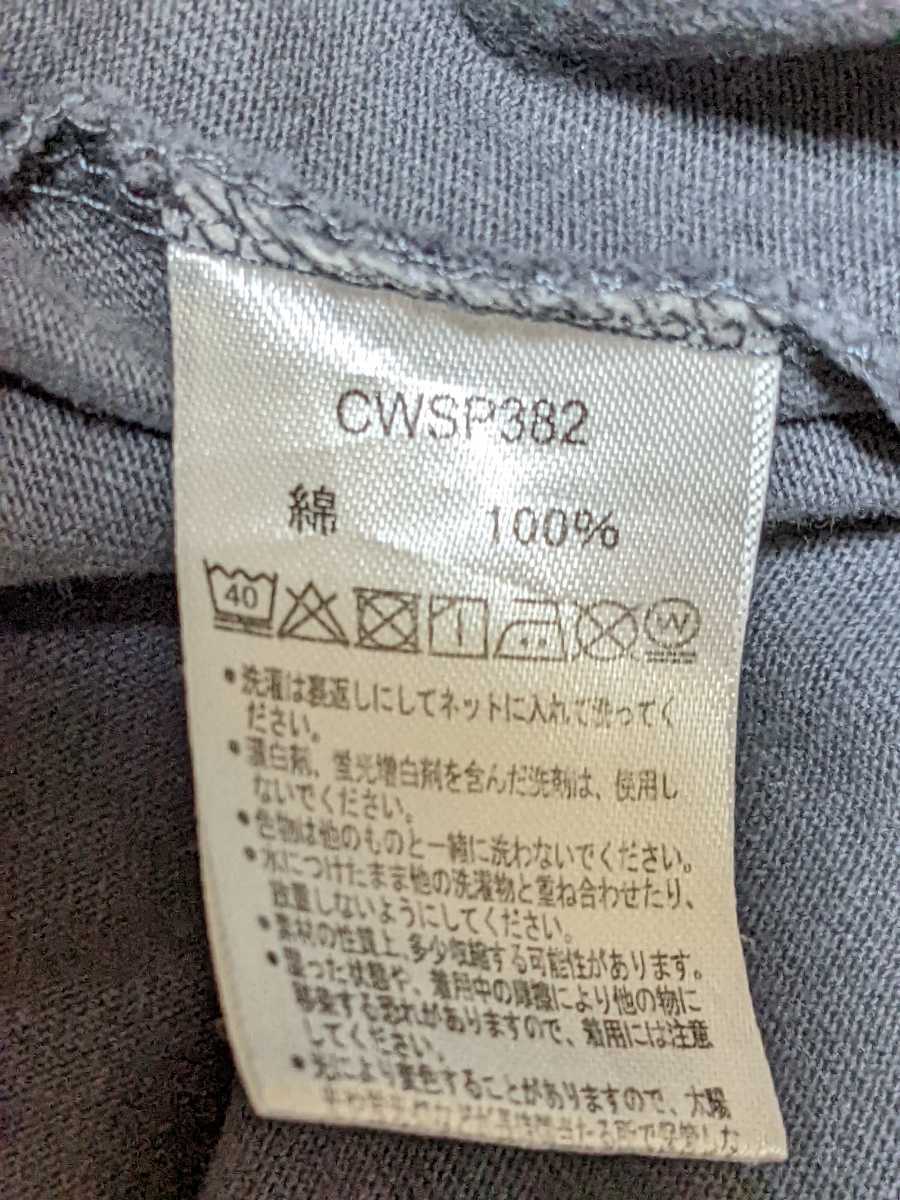 CWSP382
綿 100%
40
•洗濯は裏返しにしてネットに入れて洗ってく
ださい。
•漂白剤、蛍光増白剤を含んだ洗剤は、使用し
ないでください。
•色物は他のものと一緒に洗わないでください。
•水につけたまま他の洗濯物と重ね合わせたり、
放置しないようにしてください。
•素材の性質上、多少収縮する可能性があります。
•湿った状態や、着用中の摩擦により他の物に
移染する恐れがありますので、着用には注意
してください。
•光により変色することがありますので、太陽